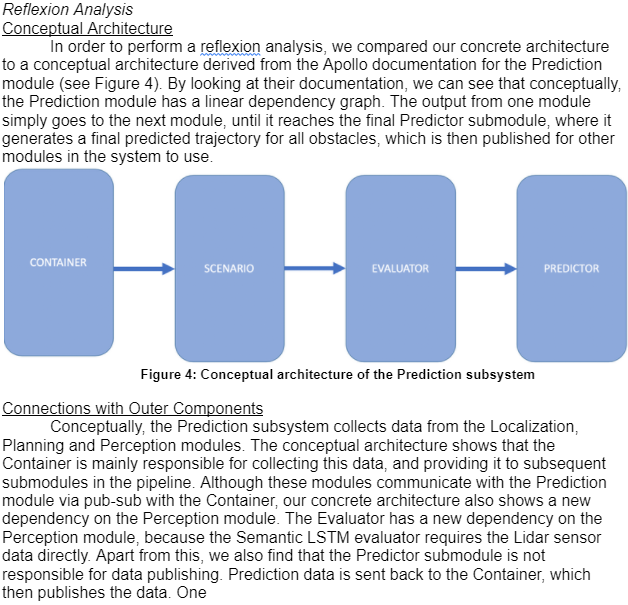 Reflexion Analysis
Conceptual Architecture
In order to perform a reflexion analysis, we compared our concrete architecture
to a conceptual architecture derived from the Apollo documentation for the Prediction
module (see Figure 4). By looking at their documentation, we can see that conceptually,
the Prediction module has a linear dependency graph. The output from one module
simply goes to the next module, until it reaches the final Predictor submodule, where it
generates a final predicted trajectory for all obstacles, which is then published for other
modules in the system to use.
CONTAINER
SCENARIO
EVALUATOR
PREDICTOR
Figure 4: Conceptual architecture of the Prediction subsystem
Connections with Outer Components
Conceptually, the Prediction subsystem collects data from the Localization,
Planning and Perception modules. The conceptual architecture shows that the
Container is mainly responsible for collecting this data, and providing it to subsequent
submodules in the pipeline. Although these modules communicate with the Prediction
module via pub-sub with the Container, our concrete architecture also shows a new
dependency on the Perception module. The Evaluator has a new dependency on the
Perception module, because the Semantic LSTM evaluator requires the Lidar sensor
data directly. Apart from this, we also find that the Predictor submodule is not
responsible for data publishing. Prediction data is sent back to the Container, which
then publishes the data. One